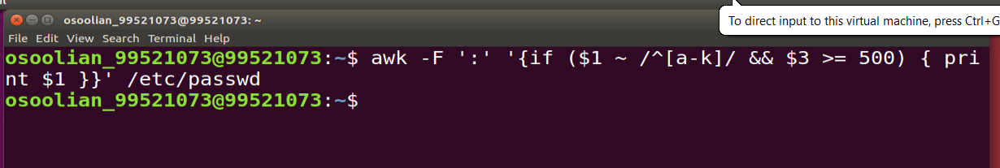 osoolian_99521073@99521073: ~
To direct input to this virtual machine, press Ctrl+G
File Edit View Search Terminal Help
osoolian_99521073@99521073:~$ awk -F ':' '{if ($1 ~ /^[a-k]/ && $3 >= 500) { pri
nt $1 }}' /etc/passwd
osoolian_99521073@99521073:~$